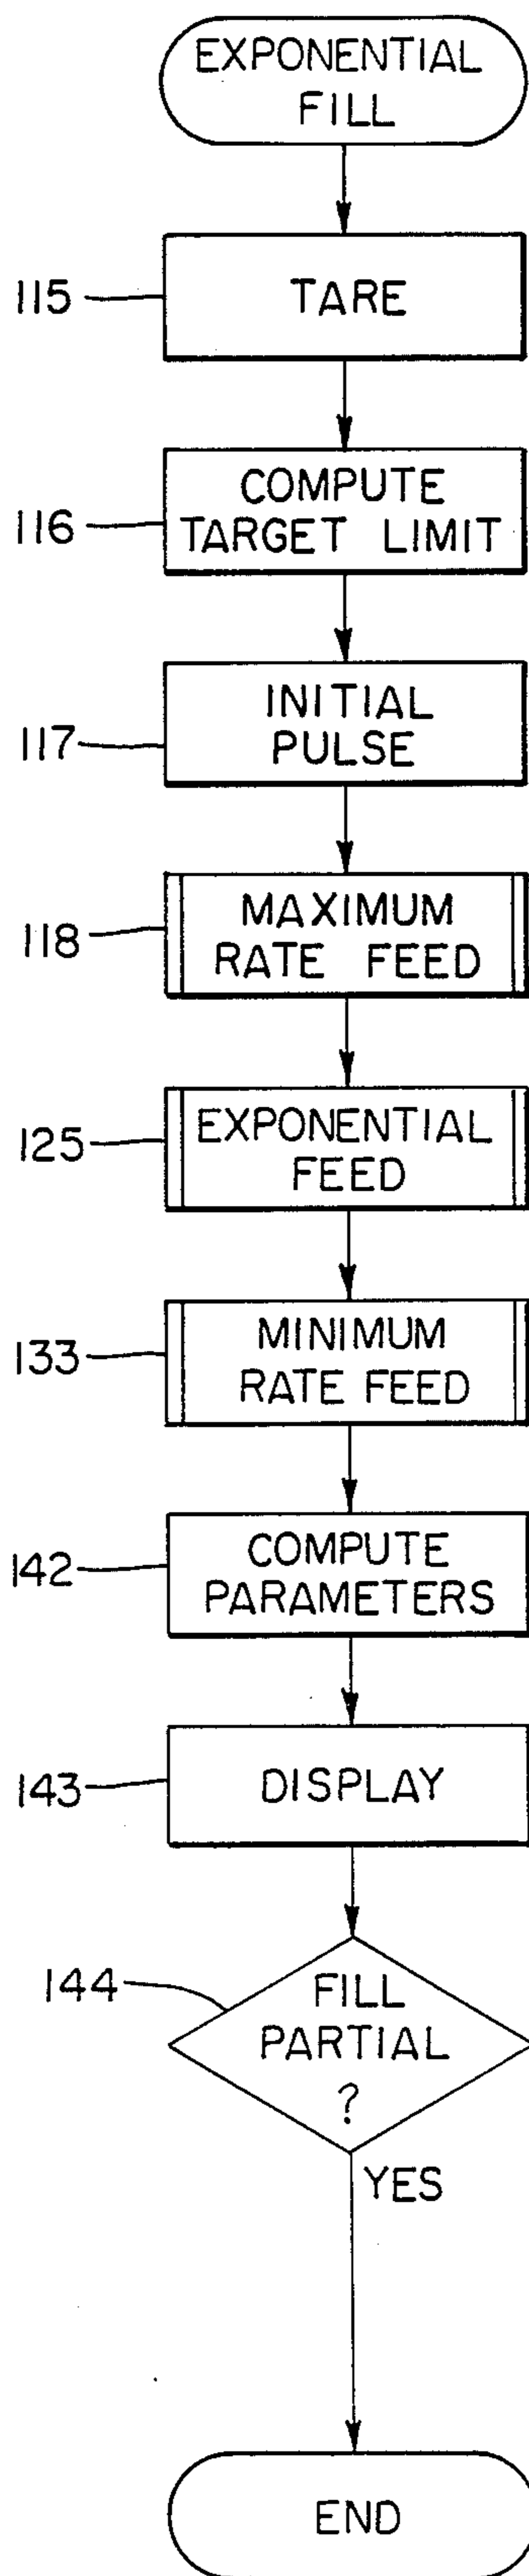 EXPONENTIAL
FILL
115
TARE
116
COMPUTE
TARGET LIMIT
117
INITIAL
PULSE
118
MAXIMUM
RATE FEED
125
EXPONENTIAL
FEED
133
MINIMUM
RATE FEED
142
COMPUTE
PARAMETERS
143
DISPLAY
144
FILL
PARTIAL
?
YES
END